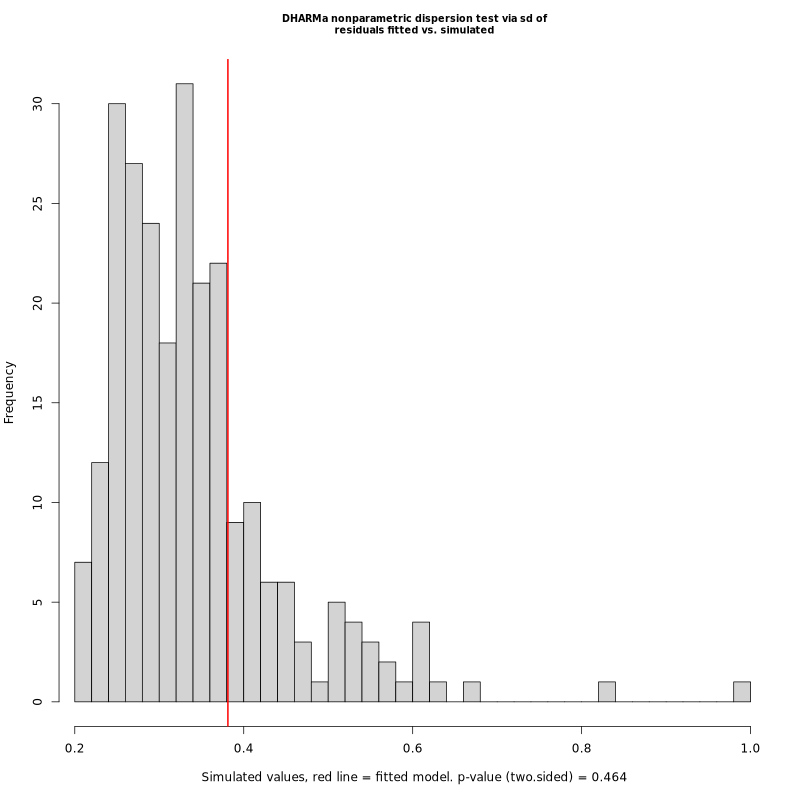 DHARMa nonparametric dispersion test via sd of
residuals fitted vs. simulated
Frequency
30
25
20
15
10
5
0
0.2 0.4 0.6 0.8 1.0
Simulated values, red line = fitted model. p-value (two.sided) = 0.464